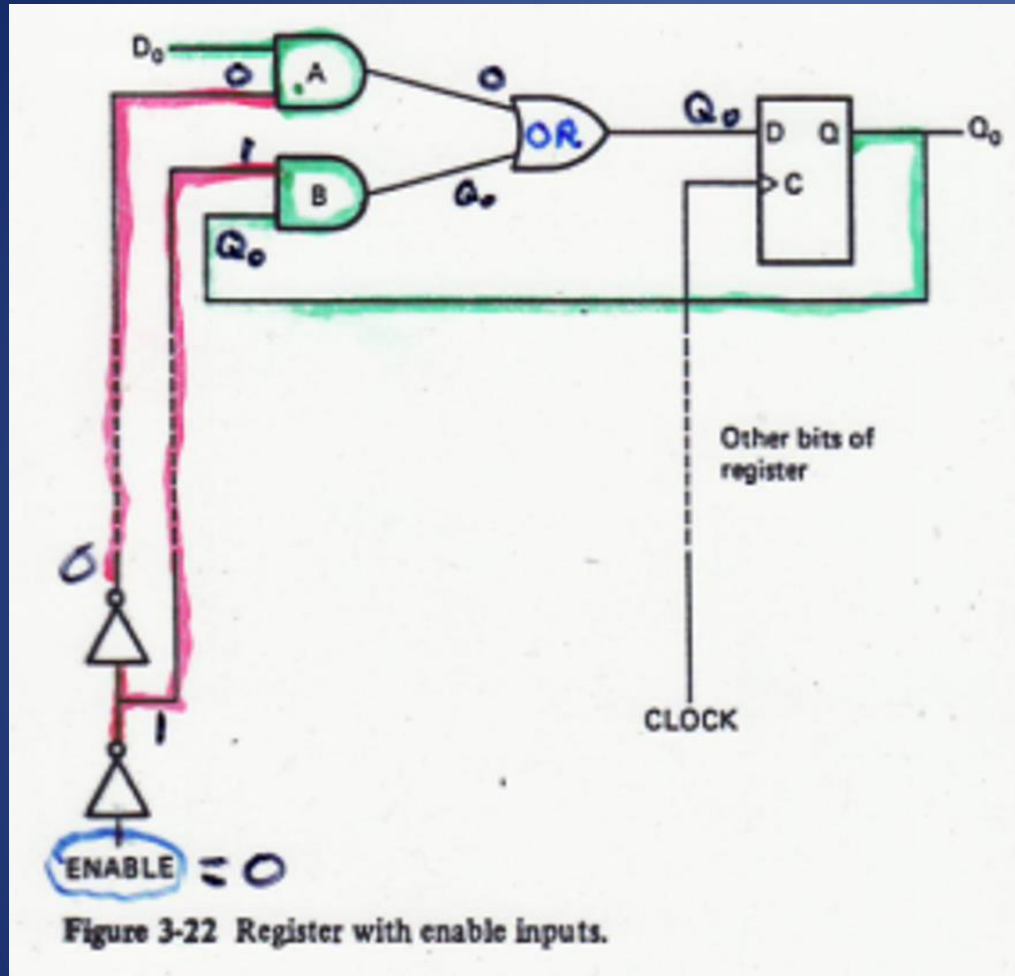 D₀
0
A
0
OR
Q₀
D Q
Q₀
C
1
B
Q₀
Q₀
Other bits of
register
0
CLOCK
1
ENABLE = 0
Figure 3-22 Register with enable inputs.